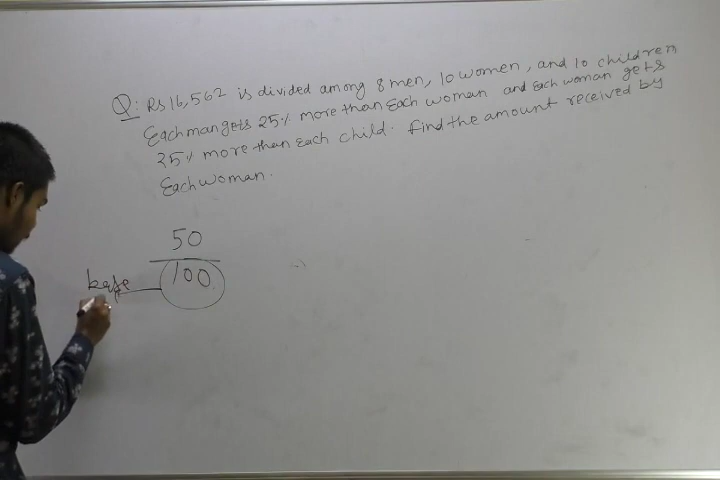 Q: Rs 16,562 is divided among 8 men, 10 women, and 10 children
Each man gets 25% more than Each woman and Each woman gets
25% more than Each child. find the amount received by
Each woman.
50
100
base